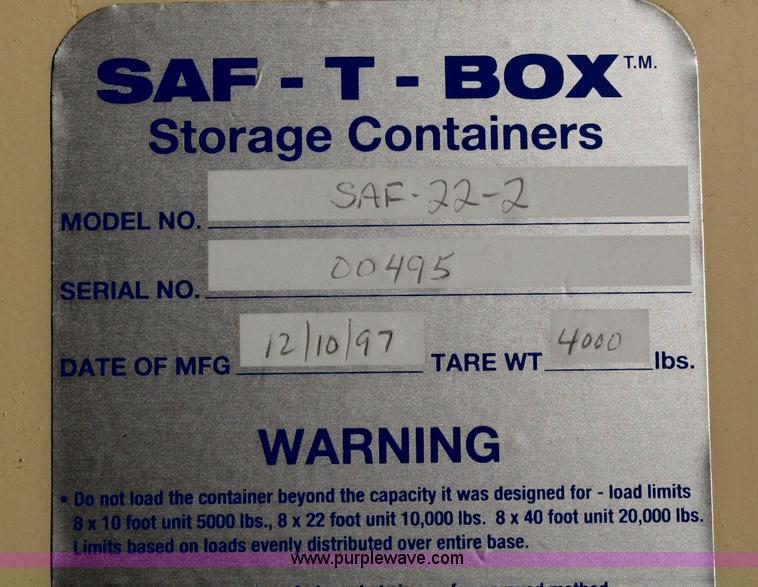 SAF - T - BOX T.M.
Storage Containers
MODEL NO. SAF-22-2
SERIAL NO. 00495
DATE OF MFG 12/10/97 TARE WT 4000 lbs.
WARNING
• Do not load the container beyond the capacity it was designed for - load limits
8 x 10 foot unit 5000 lbs., 8 x 22 foot unit 10,000 lbs. 8 x 40 foot unit 20,000 lbs.
Limits based on loads evenly distributed over entire base.
www.purplewave.com